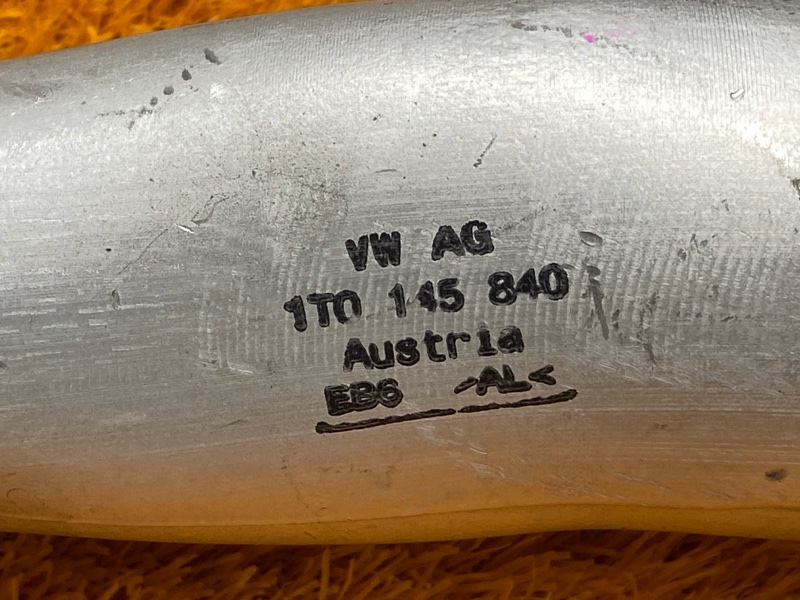 VW AG
1T0 145 840
Austria
EB6 >AL<